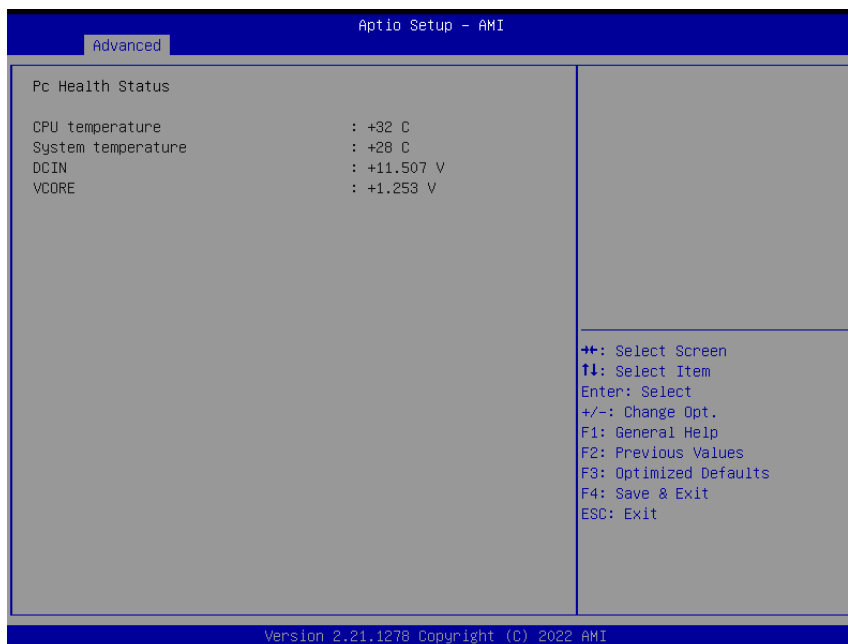 Aptio Setup – AMI
Advanced
Pc Health Status
CPU temperature : +32 C
System temperature : +28 C
DCIN : +11.507 V
VCORE : +1.253 V
→←: Select Screen
↑↓: Select Item
Enter: Select
+/-: Change Opt.
F1: General Help
F2: Previous Values
F3: Optimized Defaults
F4: Save & Exit
ESC: Exit
Version 2.21.1278 Copyright (C) 2022 AMI